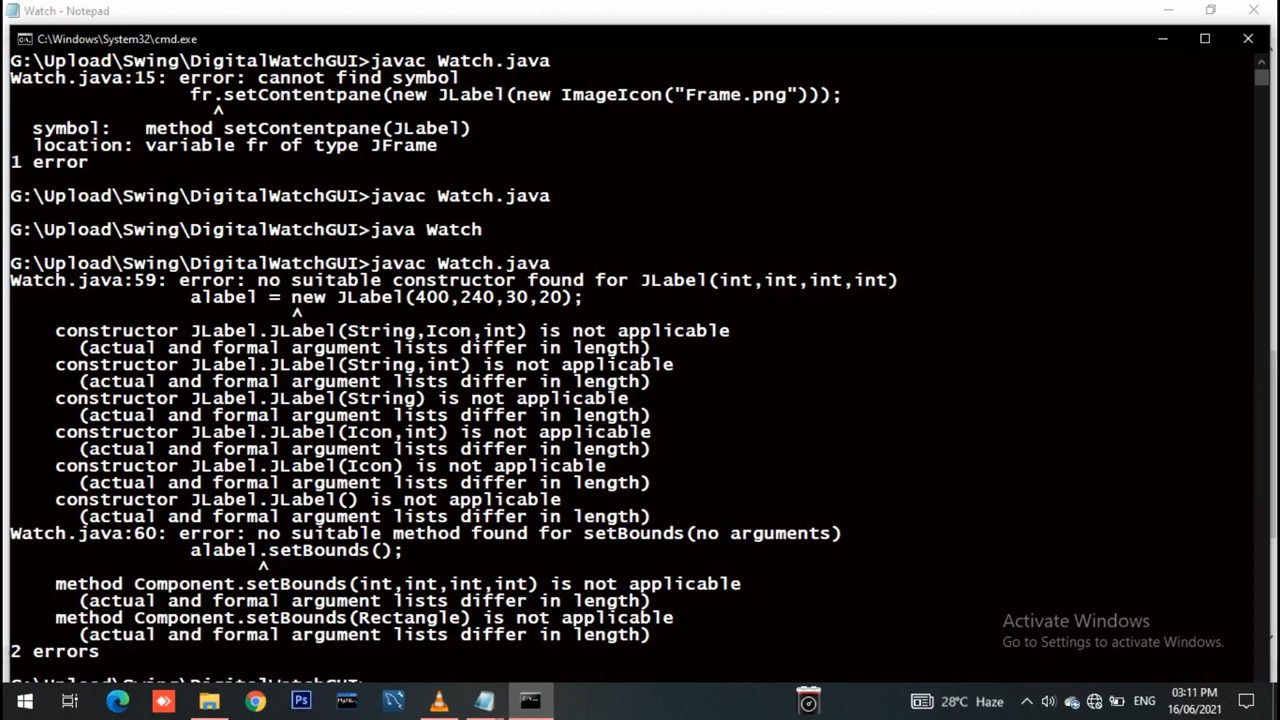 Watch - Notepad
C:\Windows\System32\cmd.exe
G:\Upload\Swing\DigitalWatchGUI>javac Watch.java
Watch.java:15: error: cannot find symbol
fr.setContentpane(new JLabel(new ImageIcon("Frame.png")));
^
symbol: method setContentpane(JLabel)
location: variable fr of type JFrame
1 error
G:\Upload\Swing\DigitalWatchGUI>javac Watch.java
G:\Upload\Swing\DigitalWatchGUI>java Watch
G:\Upload\Swing\DigitalWatchGUI>javac Watch.java
Watch.java:59: error: no suitable constructor found for JLabel(int,int,int,int)
alabel = new JLabel(400,240,30,20);
^
constructor JLabel.JLabel(String,Icon,int) is not applicable
(actual and formal argument lists differ in length)
constructor JLabel.JLabel(String,int) is not applicable
(actual and formal argument lists differ in length)
constructor JLabel.JLabel(String) is not applicable
(actual and formal argument lists differ in length)
constructor JLabel.JLabel(Icon,int) is not applicable
(actual and formal argument lists differ in length)
constructor JLabel.JLabel(Icon) is not applicable
(actual and formal argument lists differ in length)
constructor JLabel.JLabel() is not applicable
(actual and formal argument lists differ in length)
Watch.java:60: error: no suitable method found for setBounds(no arguments)
alabel.setBounds();
^
method Component.setBounds(int,int,int,int) is not applicable
(actual and formal argument lists differ in length)
method Component.setBounds(Rectangle) is not applicable
(actual and formal argument lists differ in length)
2 errors
Activate Windows
Go to Settings to activate Windows.
Ps
28°C Haze
ENG
03:11 PM
16/06/2021